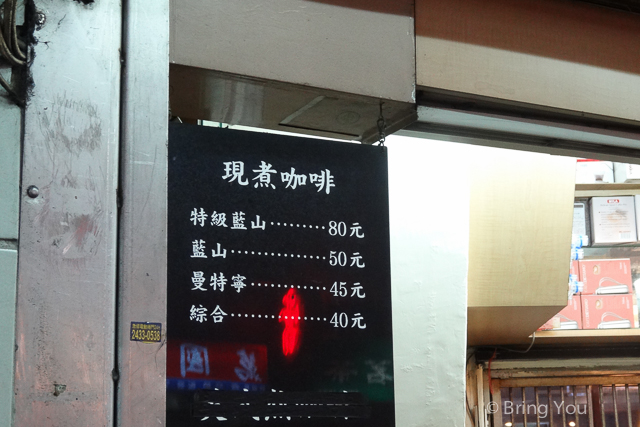 現煮咖啡
特級藍山………80元
藍山……………50元
曼特寧…………45元
綜合……………40元
2433-0538
© Bring You